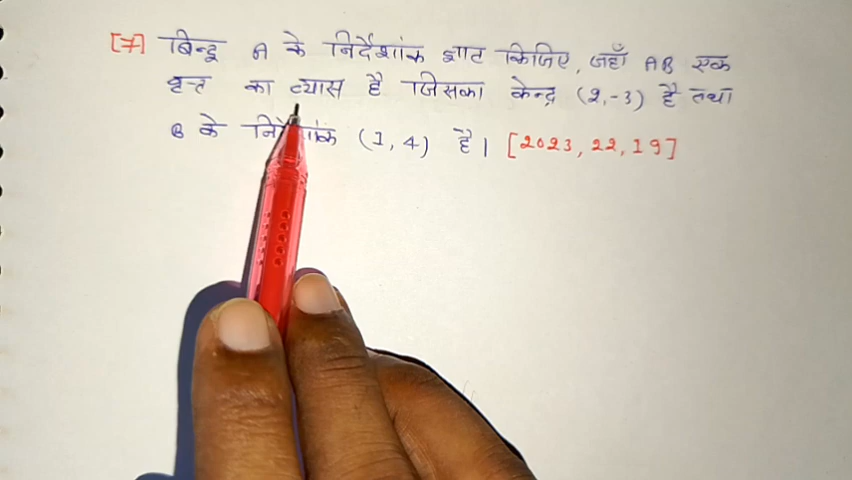 [7] बिन्दू A के निर्देशांक ज्ञात किजिए, जहाँ AB एक
वृत्त का व्यास है जिसका केन्द्र (2,-3) है तथा
B के निर्देशांक (1,4) है। [2023,22,19]